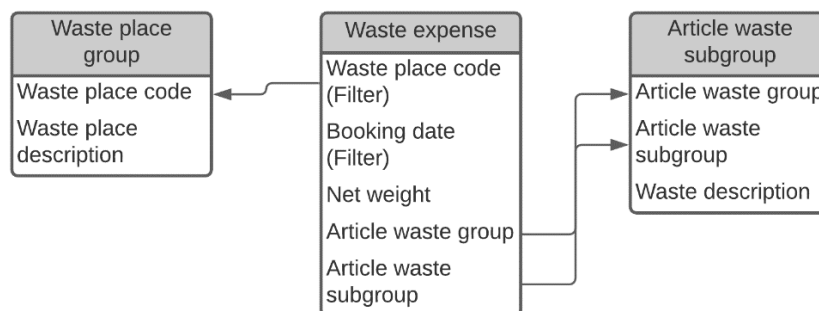 Waste place
group
Waste place code
Waste place
description
Waste expense
Waste place code
(Filter)
Booking date
(Filter)
Net weight
Article waste group
Article waste
subgroup
Article waste
subgroup
Article waste group
Article waste
subgroup
Waste description